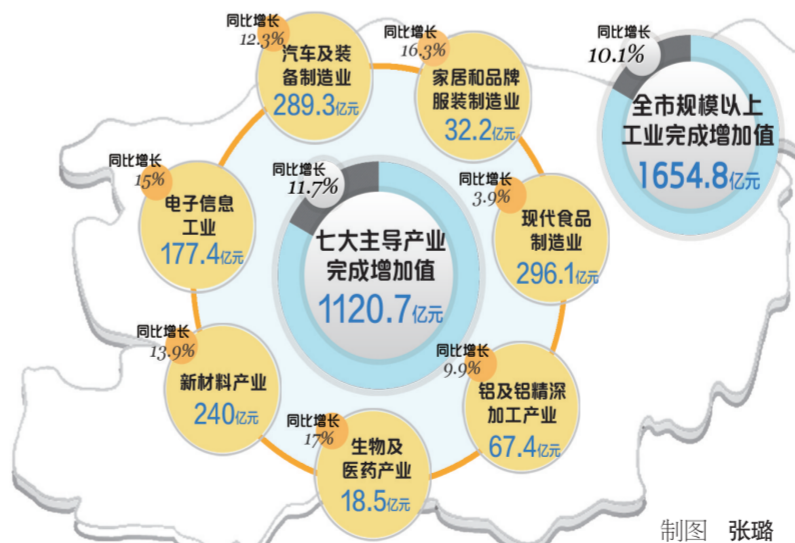 同比增长
12.3%
汽车及装
备制造业
289.3亿元
同比增长
16.3%
家居和品牌
服装制造业
32.2亿元
同比增长
10.1%
全市规模以上
工业完成增加值
1654.8亿元
同比增长
15%
电子信息
工业
177.4亿元
同比增长
11.7%
七大主导产业
完成增加值
1120.7亿元
同比增长
3.9%
现代食品
制造业
296.1亿元
同比增长
13.9%
新材料产业
240亿元
同比增长
17%
生物及
医药产业
18.5亿元
同比增长
9.9%
铝及铝精深
加工产业
67.4亿元
制图 张璐